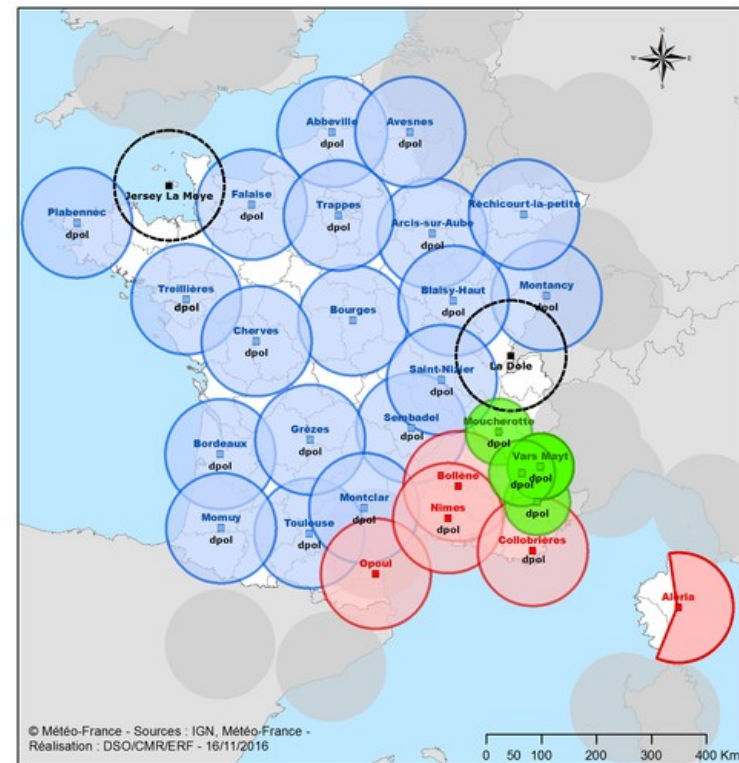 N
W E
S
Abbeville
dpol
Avesnes
dpol
Jersey La Moye
Plabennec
dpol
Falaise
dpol
Trappes
dpol
Arcis-sur-Aube
dpol
Réchicourt-la-petite
Treillières
dpol
Cherves
dpol
Bourges
Blaisy-Haut
dpol
Montancy
dpol
La Dôle
Saint-Nizier
dpol
Moucherotte
dpol
Sembadel
dpol
Bordeaux
dpol
Grèzes
dpol
Vars Mayt
dpol
dpol
dpol
Bollène
Nîmes
dpol
Momuy
dpol
Toulouse
dpol
Montclar
dpol
Collobrières
dpol
Opoul
Aléria
© Météo-France - Sources : IGN, Météo-France -
Réalisation : DSO/CMR/ERF - 16/11/2016
0 50 100 200 300 400 Km